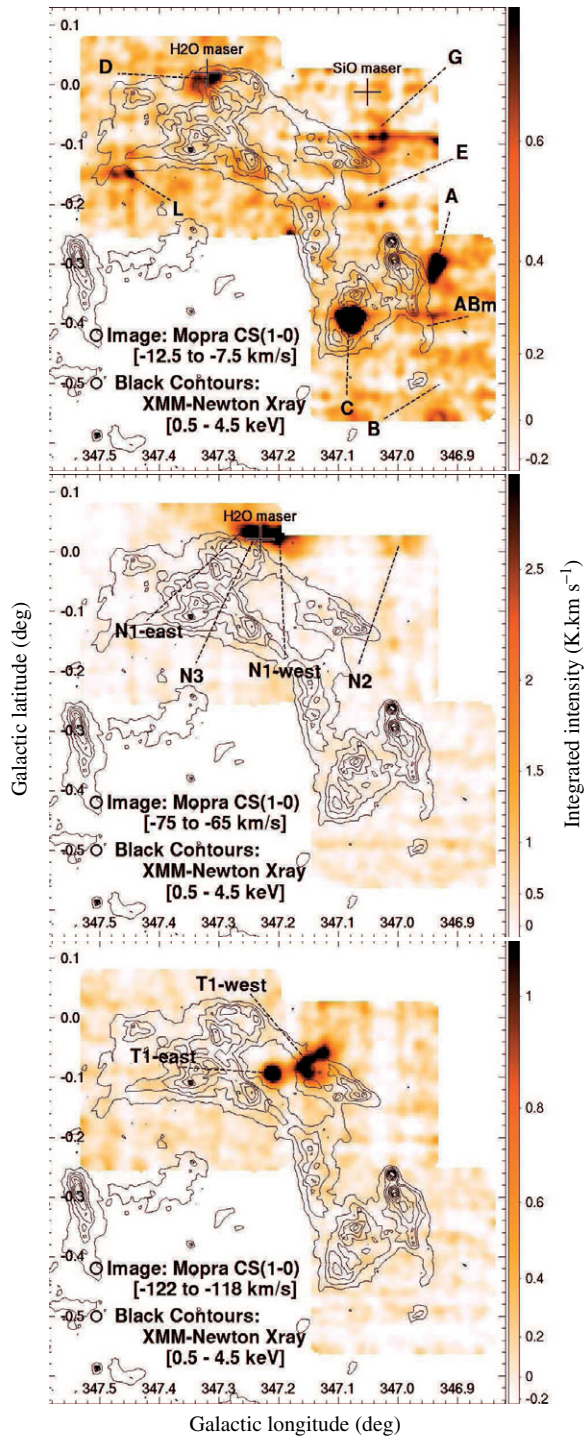 0.1
0.0
-0.1
-0.2
-0.3
-0.4
-0.5
H2O maser
SiO maser
D
G
E
L
A
ABm
C
B
Image: Mopra CS(1-0)
[-12.5 to -7.5 km/s]
Black Contours:
XMM-Newton Xray
[0.5 - 4.5 keV]
347.5 347.4 347.3 347.2 347.1 347.0 346.9
0.6
0.4
0.2
0
-0.2
0.1
0.0
-0.1
-0.2
-0.3
-0.4
-0.5
H2O maser
N1-east
N3
N1-west
N2
Image: Mopra CS(1-0)
[-75 to -65 km/s]
Black Contours:
XMM-Newton Xray
[0.5 - 4.5 keV]
347.5 347.4 347.3 347.2 347.1 347.0 346.9
2.5
2
1.5
1
0.5
0
Galactic latitude (deg)
Integrated intensity (K.km s⁻¹)
0.1
0.0
-0.1
-0.2
-0.3
-0.4
-0.5
T1-west
T1-east
Image: Mopra CS(1-0)
[-122 to -118 km/s]
Black Contours:
XMM-Newton Xray
[0.5 - 4.5 keV]
347.5 347.4 347.3 347.2 347.1 347.0 346.9
1
0.8
0.6
0.4
0.2
0
-0.2
Galactic longitude (deg)